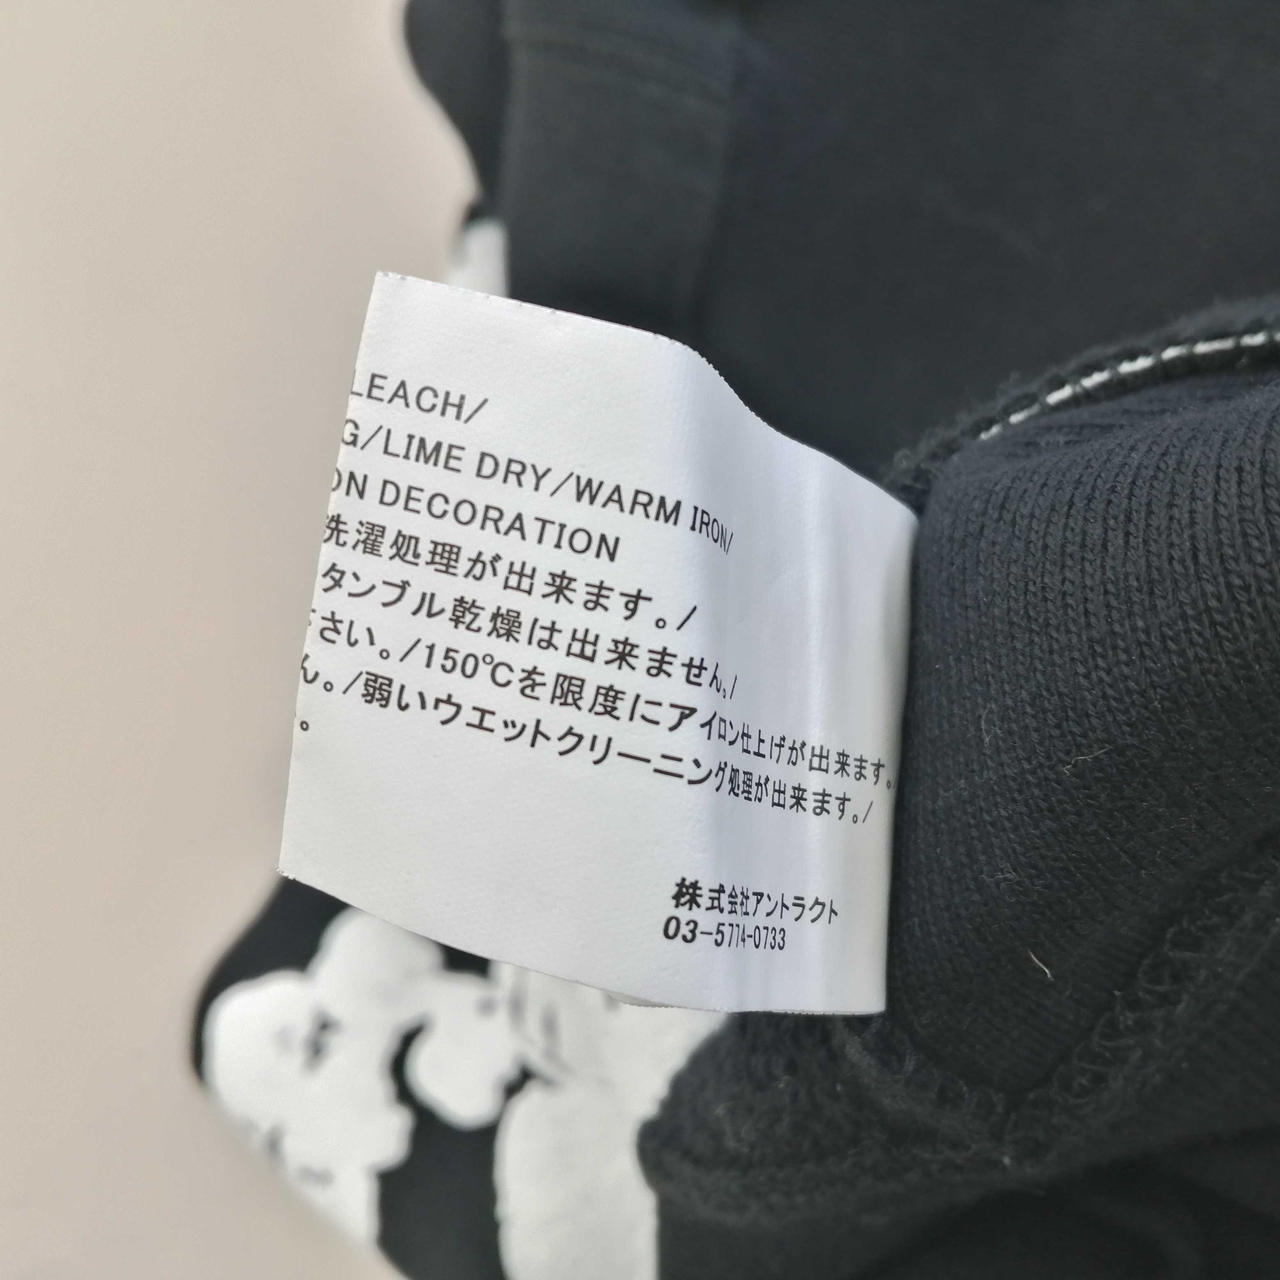 LEACH/
G/LIME DRY/WARM IRON/
ON DECORATION
洗濯処理が出来ます。/
タンブル乾燥は出来ません。/
さい。/150℃を限度にアイロン仕上げが出来ます。
ん。/弱いウエットクリーニング処理が出来ます。/
。
株式会社アントラクト
03-5774-0733